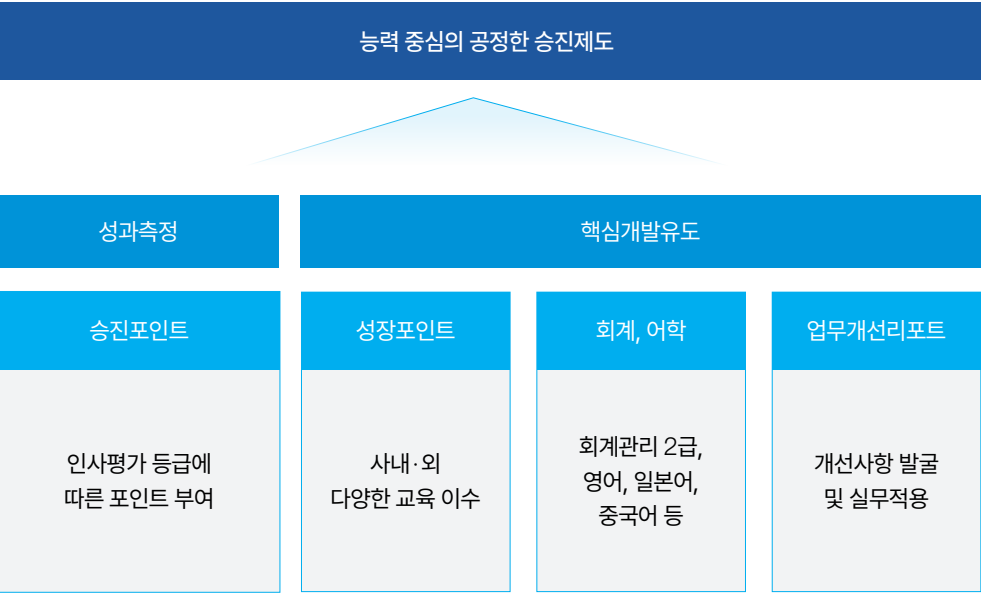 능력 중심의 공정한 승진제도
성과측정
핵심개발유도
승진포인트
성장포인트
회계, 어학
업무개선리포트
인사평가 등급에
따른 포인트 부여
사내·외
다양한 교육 이수
회계관리 2급,
영어, 일본어,
중국어 등
개선사항 발굴
및 실무적용